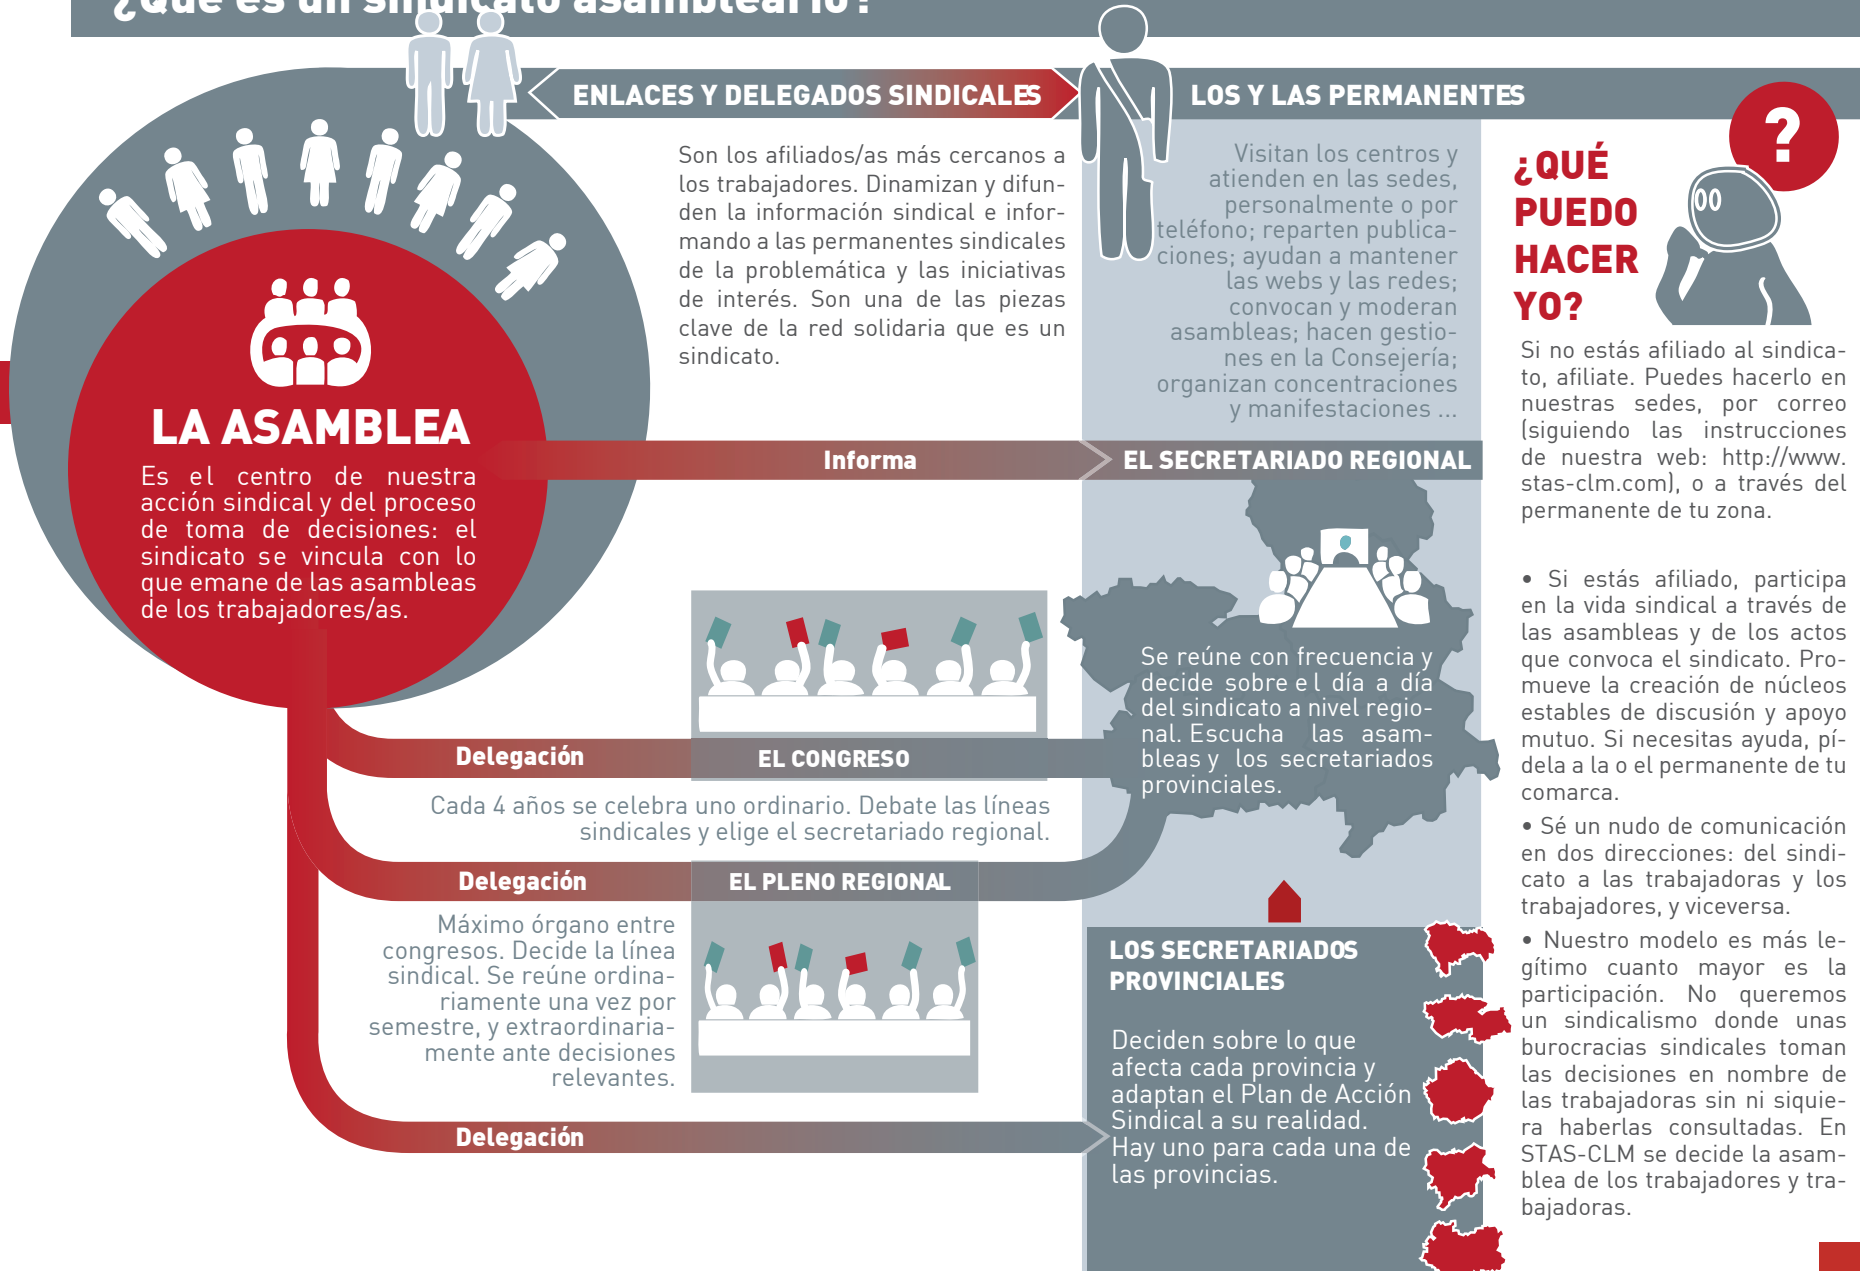 ¿Qué es un sindicato asambleario?
ENLACES Y DELEGADOS SINDICALES
Son los afiliados/as más cercanos a
los trabajadores. Dinamizan y difun-
den la información sindical e infor-
mando a las permanentes sindicales
de la problemática y las iniciativas
de interés. Son una de las piezas
clave de la red solidaria que es un
sindicato.
LOS Y LAS PERMANENTES
Visitan los centros y
atienden en las sedes,
personalmente o por
teléfono; reparten publica-
ciones; ayudan a mantener
las webs y las redes;
convocan y moderan
asambleas; hacen gestio-
nes en la Consejería;
organizan concentraciones
y manifestaciones ...
LA ASAMBLEA
Es el centro de nuestra
acción sindical y del proceso
de toma de decisiones: el
sindicato se vincula con lo
que emane de las asambleas
de los trabajadores/as.
Informa
EL SECRETARIADO REGIONAL
Se reúne con frecuencia y
decide sobre el día a día
del sindicato a nivel regio-
nal. Escucha las asam-
bleas y los secretariados
provinciales.
Delegación
EL CONGRESO
Cada 4 años se celebra uno ordinario. Debate las líneas
sindicales y elige el secretariado regional.
Delegación
EL PLENO REGIONAL
Máximo órgano entre
congresos. Decide la línea
sindical. Se reúne ordina-
riamente una vez por
semestre, y extraordinaria-
mente ante decisiones
relevantes.
Delegación
LOS SECRETARIADOS
PROVINCIALES
Deciden sobre lo que
afecta cada provincia y
adaptan el Plan de Acción
Sindical a su realidad.
Hay uno para cada una de
las provincias.
?
¿QUÉ
PUEDO
HACER
YO?
Si no estás afiliado al sindica-
to, afiliate. Puedes hacerlo en
nuestras sedes, por correo
(siguiendo las instrucciones
de nuestra web: http://www.
stas-clm.com), o a través del
permanente de tu zona.
• Si estás afiliado, participa
en la vida sindical a través de
las asambleas y de los actos
que convoca el sindicato. Pro-
mueve la creación de núcleos
estables de discusión y apoyo
mutuo. Si necesitas ayuda, pí-
dela a la o el permanente de tu
comarca.
• Sé un nudo de comunicación
en dos direcciones: del sindi-
cato a las trabajadoras y los
trabajadores, y viceversa.
• Nuestro modelo es más le-
gítimo cuanto mayor es la
participación. No queremos
un sindicalismo donde unas
burocracias sindicales toman
las decisiones en nombre de
las trabajadoras sin ni siquie-
ra haberlas consultadas. En
STAS-CLM se decide la asam-
blea de los trabajadores y tra-
bajadoras.